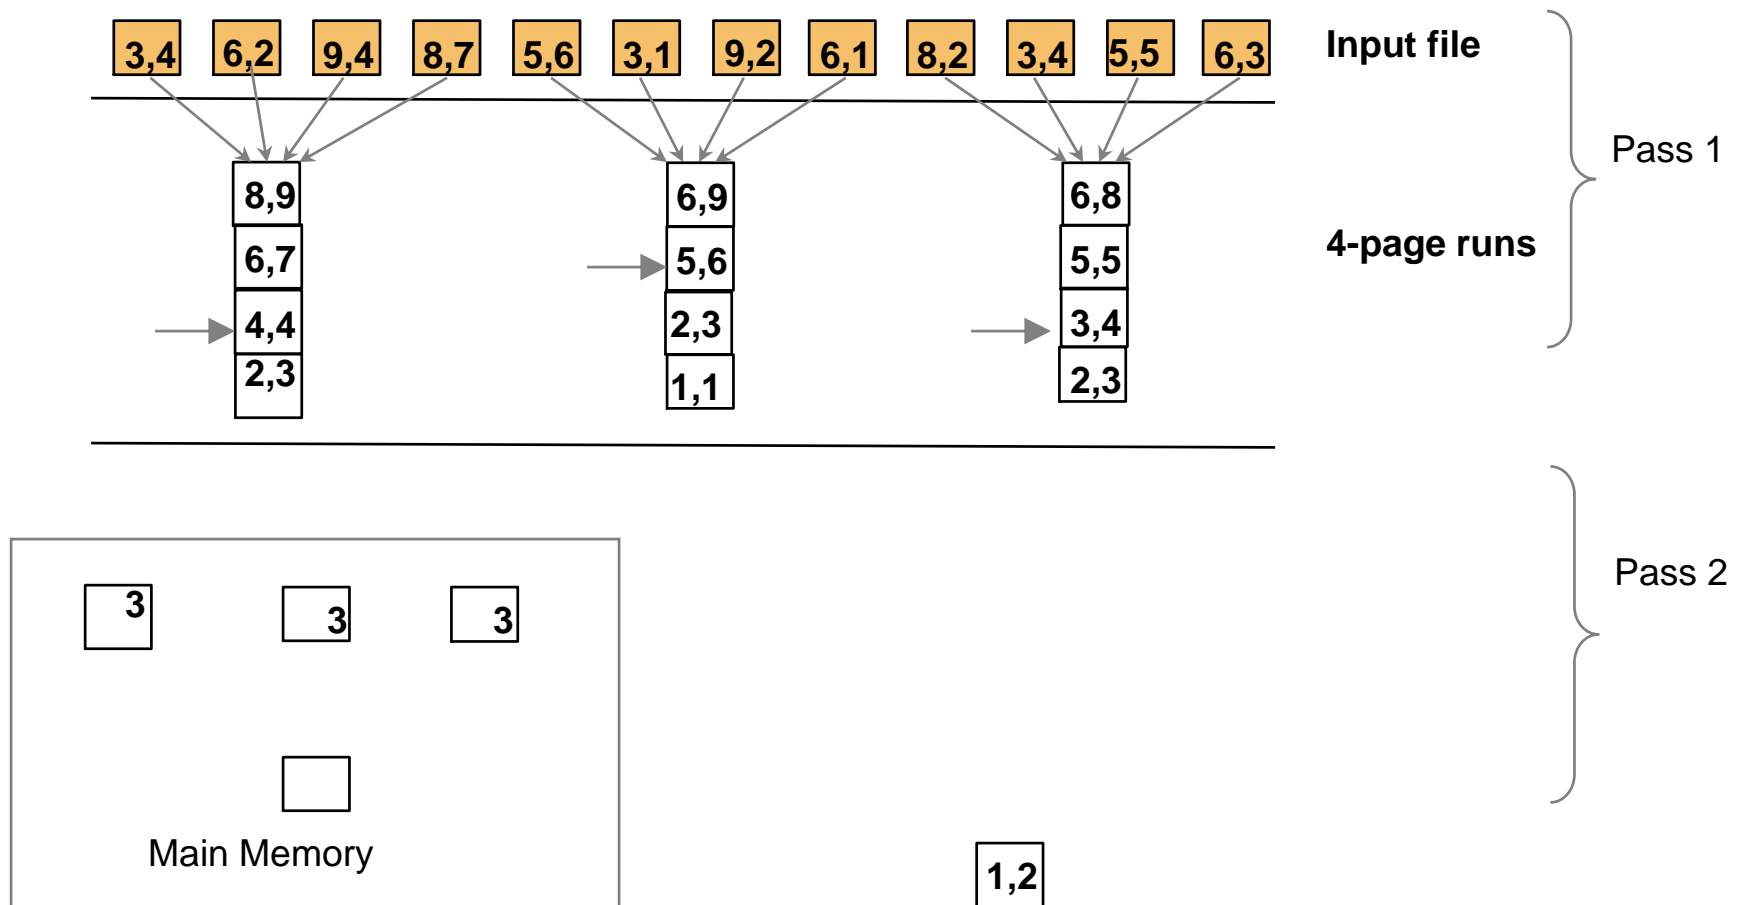 3,4 6,2 9,4 8,7 5,6 3,1 9,2 6,1 8,2 3,4 5,5 6,3 Input file
Pass 1
8,9 6,9 6,8
6,7 5,6 5,5 4-page runs
4,4 2,3 3,4
2,3 1,1 2,3
Pass 2
3 3 3
Main Memory
1,2